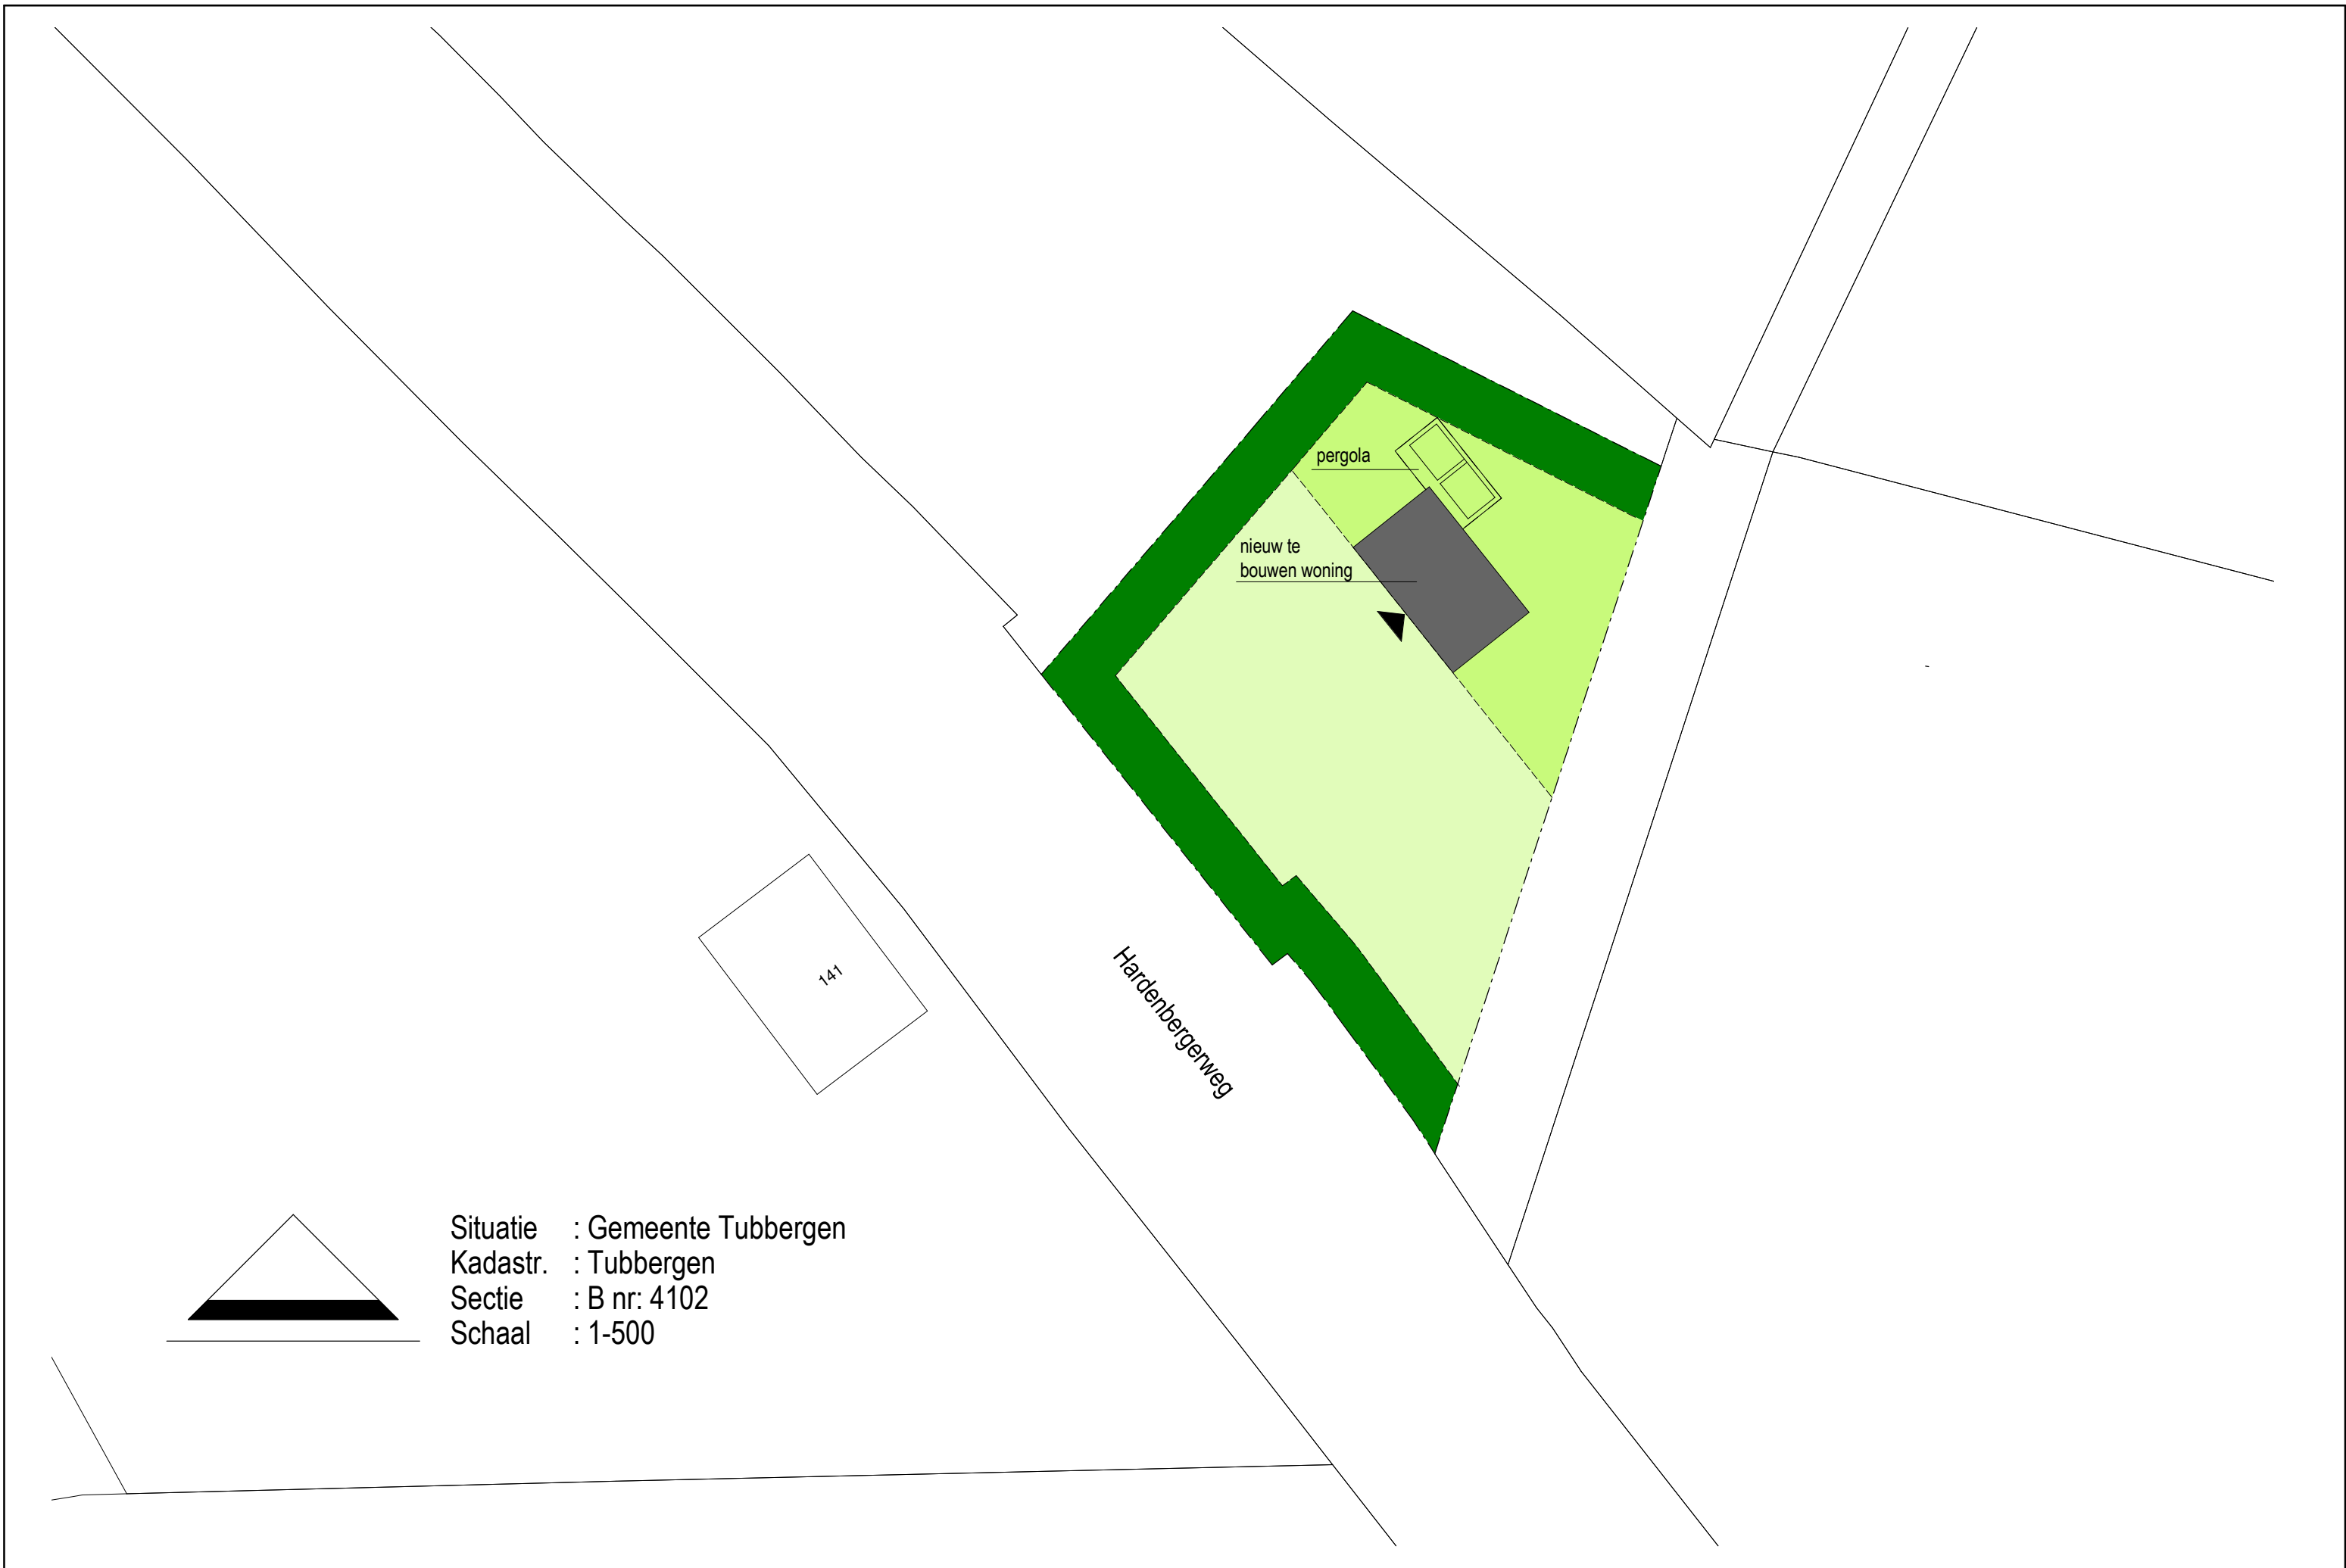 pergola
nieuw te
bouwen woning
141
Hardenbergerweg
Situatie : Gemeente Tubbergen
Kadastr. : Tubbergen
Sectie : B nr: 4102
Schaal : 1-500